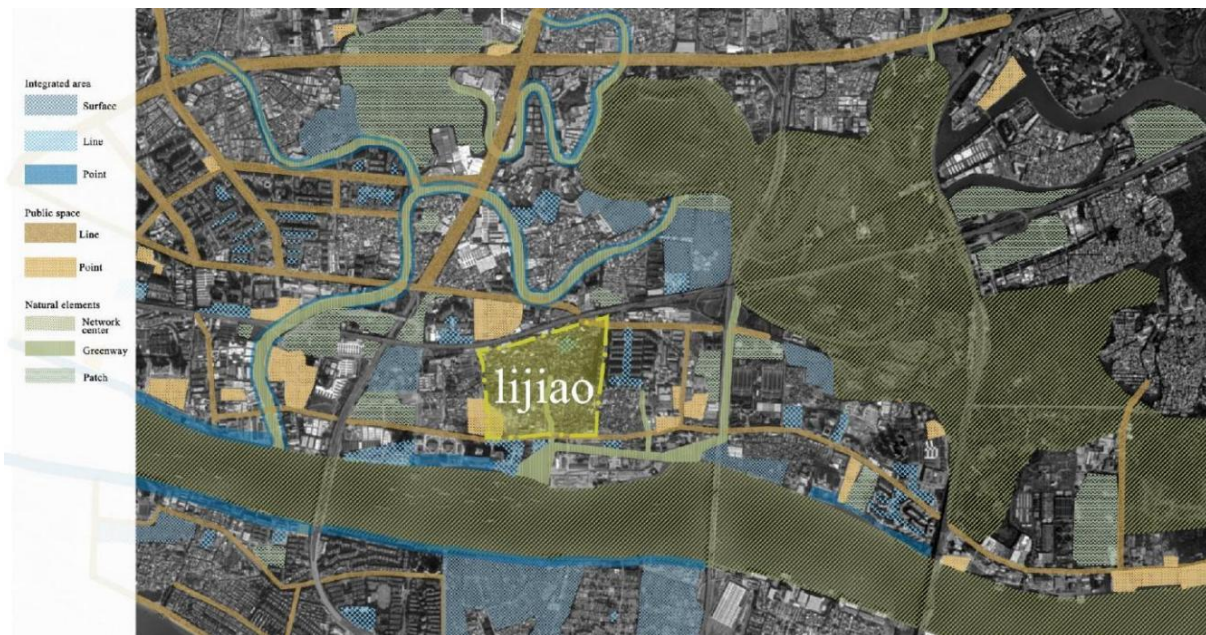 Integrated area
Surface
Line
Point
Public space
Line
Point
Natural elements
Network
center
Greenway
Patch
lijiao